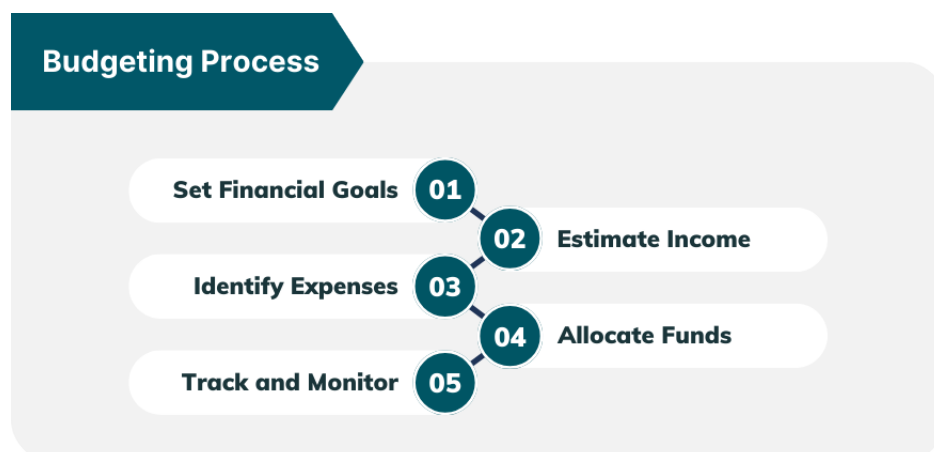 Budgeting Process
Set Financial Goals 01
02 Estimate Income
Identify Expenses 03
04 Allocate Funds
Track and Monitor 05